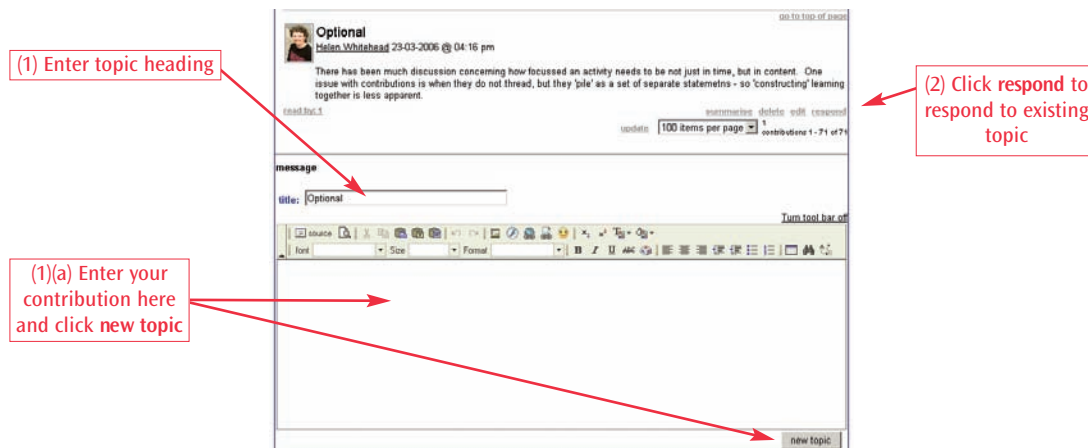 go to top of page
Optional
Helen Whitehead 23-03-2006 @ 04:16 pm
(1) Enter topic heading
There has been much discussion concerning how focussed an activity needs to be not just in time, but in content. One
issue with contributions is when they do not thread, but they 'pile' as a set of separate statemetns - so 'constructing' learning
together is less apparent.
(2) Click respond to
respond to existing
topic
read by: 1
summarise delete edit respond
update 100 items per page 1
contributions 1 - 71 of 71
message
title: Optional
Turn tool bar off
source
font Size Format B I U ABC
(1)(a) Enter your
contribution here
and click new topic
new topic